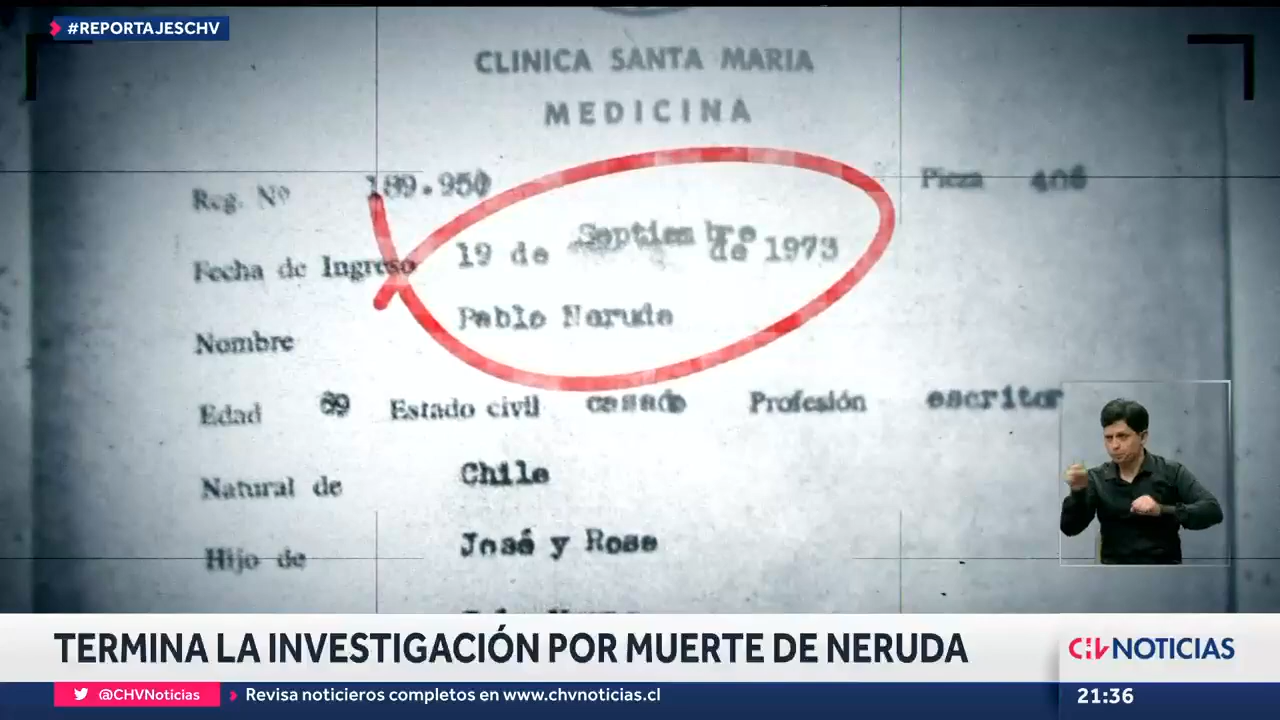 #REPORTAJESCHV
CLINICA SANTA MARIA
MEDICINA
Reg. Nº 189.950 Pieza 406
Fecha de Ingreso 19 de Septiembre de 1973
Nombre Pablo Neruda
Edad 69 Estado civil casado Profesión escritor
Natural de Chile
Hijo de José y Rosa
TERMINA LA INVESTIGACIÓN POR MUERTE DE NERUDA
CHV NOTICIAS
@CHVNoticias Revisa noticieros completos en www.chvnoticias.cl
21:36